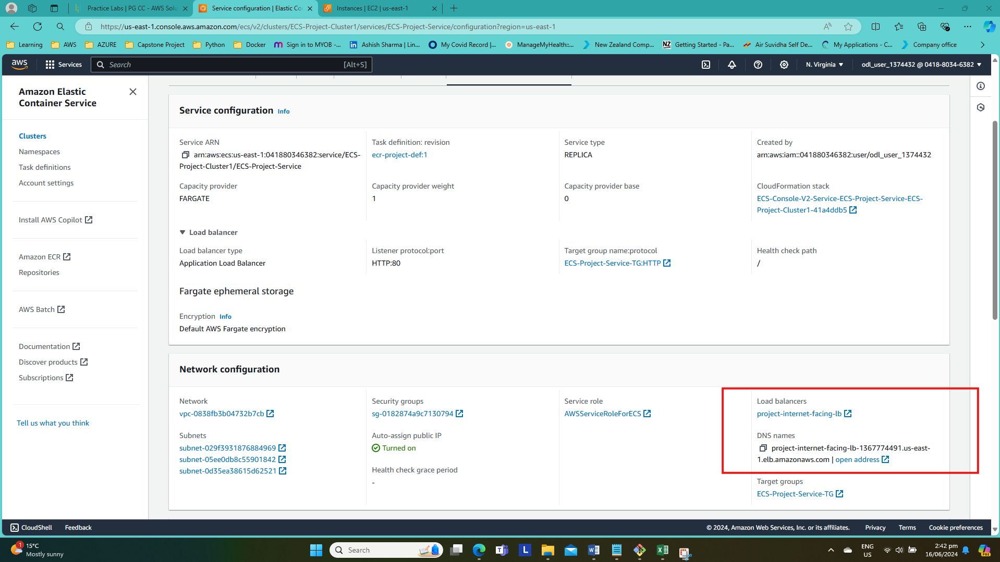 Practice Labs | PG CC - AWS Solu
Service configuration | Elastic Co
Instances | EC2 | us-east-1
https://us-east-1.console.aws.amazon.com/ecs/v2/clusters/ECS-Project-Cluster1/services/ECS-Project-Service/configuration?region=us-east-1
Learning
AWS
AZURE
Capstone Project
Python
Docker
Sign in to MYOB -...
Ashish Sharma | Lin...
My Covid Record |...
ManageMyHealth::...
New Zealand Comp...
NZ
Getting Started - Pa...
Air Suvidha Self De...
My Applications - C...
Company office
aws
Services
Search
[Alt+S]
N. Virginia
odl_user_1374432 @ 0418-8034-6382
Amazon Elastic
Container Service
Clusters
Namespaces
Task definitions
Account settings
Install AWS Copilot
Amazon ECR
Repositories
AWS Batch
Documentation
Discover products
Subscriptions
Tell us what you think
Service configuration Info
Service ARN
arn:aws:ecs:us-east-1:041880346382:service/ECS-
Project-Cluster1/ECS-Project-Service
Task definition: revision
ecr-project-def:1
Service type
REPLICA
Created by
arn:aws:iam::041880346382:user/odl_user_1374432
Capacity provider
FARGATE
Capacity provider weight
1
Capacity provider base
0
CloudFormation stack
ECS-Console-V2-Service-ECS-Project-Service-ECS-
Project-Cluster1-41a4ddb5
Load balancer
Load balancer type
Application Load Balancer
Listener protocol:port
HTTP:80
Target group name:protocol
ECS-Project-Service-TG:HTTP
Health check path
/
Fargate ephemeral storage
Encryption Info
Default AWS Fargate encryption
Network configuration
Network
vpc-0838fb3b04732b7cb
Subnets
subnet-029f3931876884969
subnet-05ee0db8c55901842
subnet-0d35ea38615d62521
Security groups
sg-0182874a9c7130794
Auto-assign public IP
Turned on
Health check grace period
-
Service role
AWSServiceRoleForECS
Load balancers
project-internet-facing-lb
DNS names
project-internet-facing-lb-1367774491.us-east-
1.elb.amazonaws.com | open address
Target groups
ECS-Project-Service-TG
CloudShell
Feedback
© 2024, Amazon Web Services, Inc. or its affiliates.
Privacy
Terms
Cookie preferences
1
15°C
Mostly sunny
Search
ENG
US
2:42 pm
16/06/2024
PRE